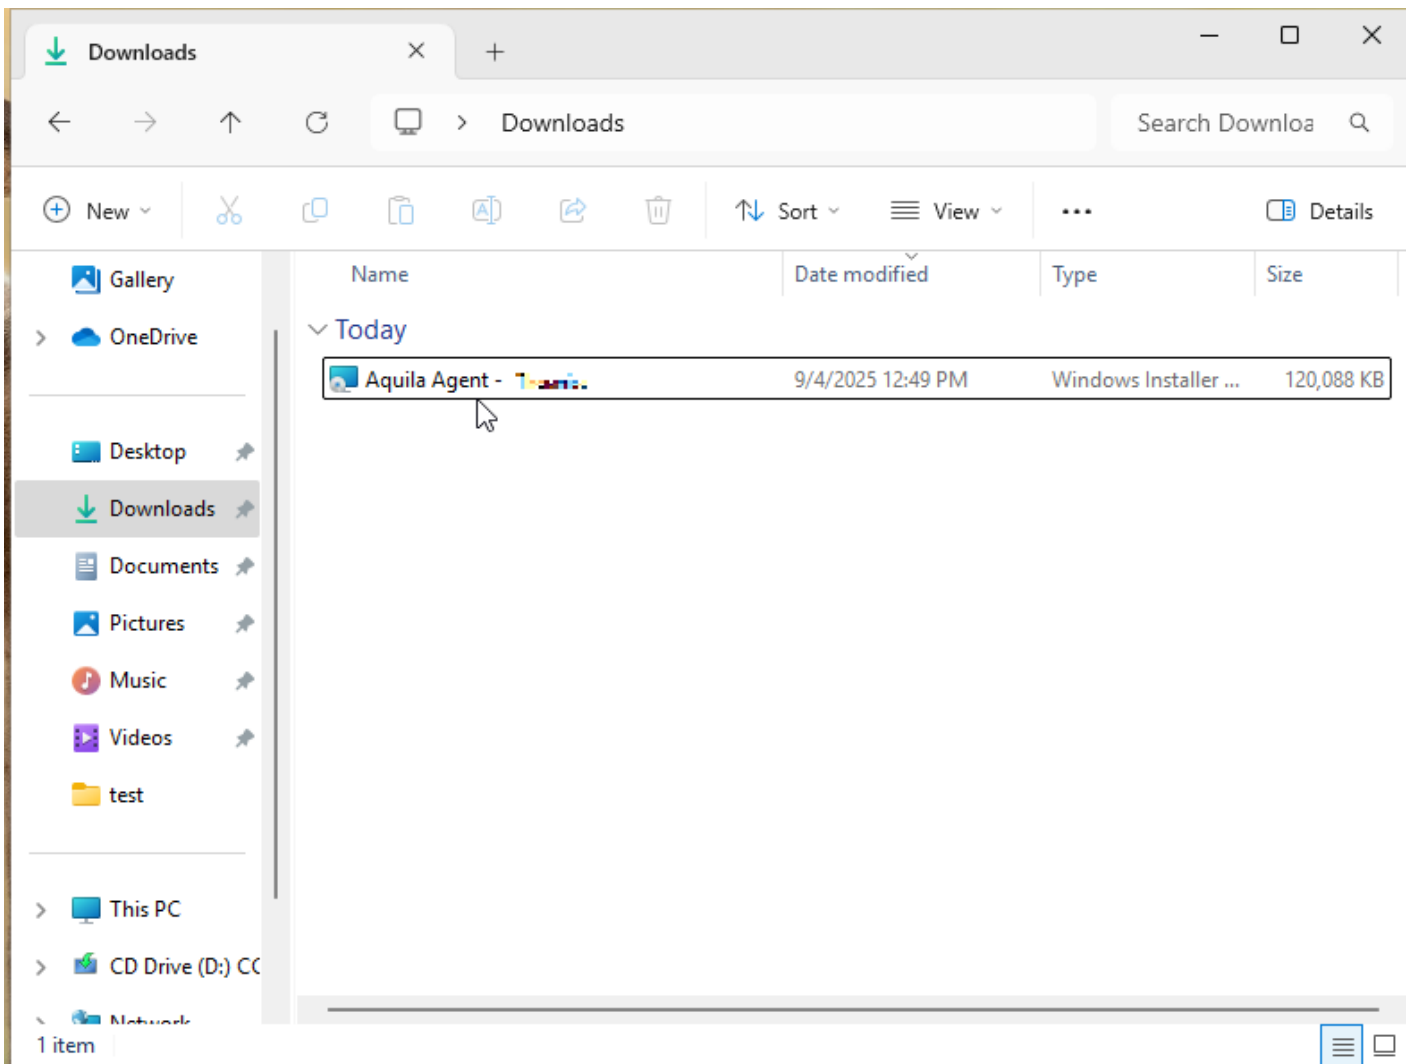 Downloads
Downloads
Search Downloa
New
Sort
View
Details
Gallery
OneDrive
Desktop
Downloads
Documents
Pictures
Music
Videos
test
This PC
CD Drive (D:) CC
Network
Name Date modified Type Size
Today
Aquila Agent - 9/4/2025 12:49 PM Windows Installer ... 120,088 KB
1 item